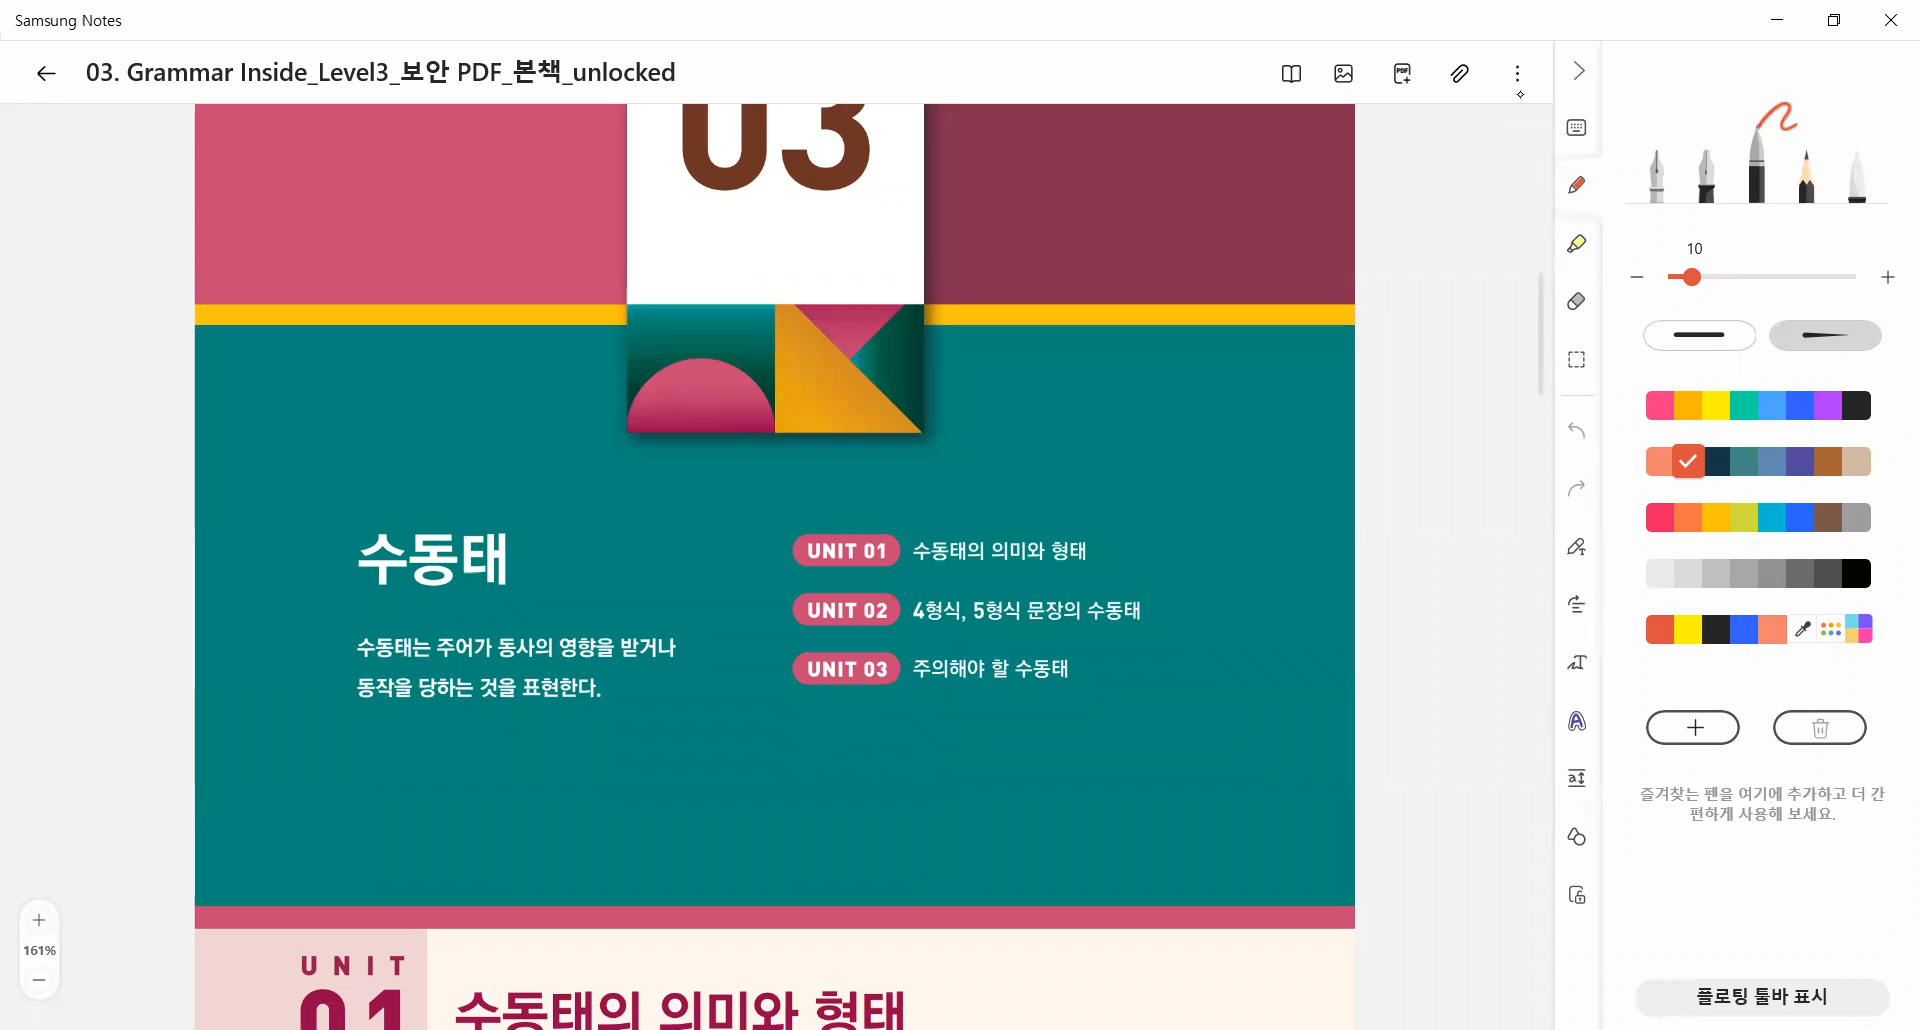 Samsung Notes
03. Grammar Inside_Level3_보안 PDF_본책_unlocked
03
10
수동태
수동태는 주어가 동사의 영향을 받거나
동작을 당하는 것을 표현한다.
UNIT 01 수동태의 의미와 형태
UNIT 02 4형식, 5형식 문장의 수동태
UNIT 03 주의해야 할 수동태
UNIT
01
수동태의 의미와 형태
161%
즐겨찾는 펜을 여기에 추가하고 더 간
편하게 사용해 보세요.
플로팅 툴바 표시